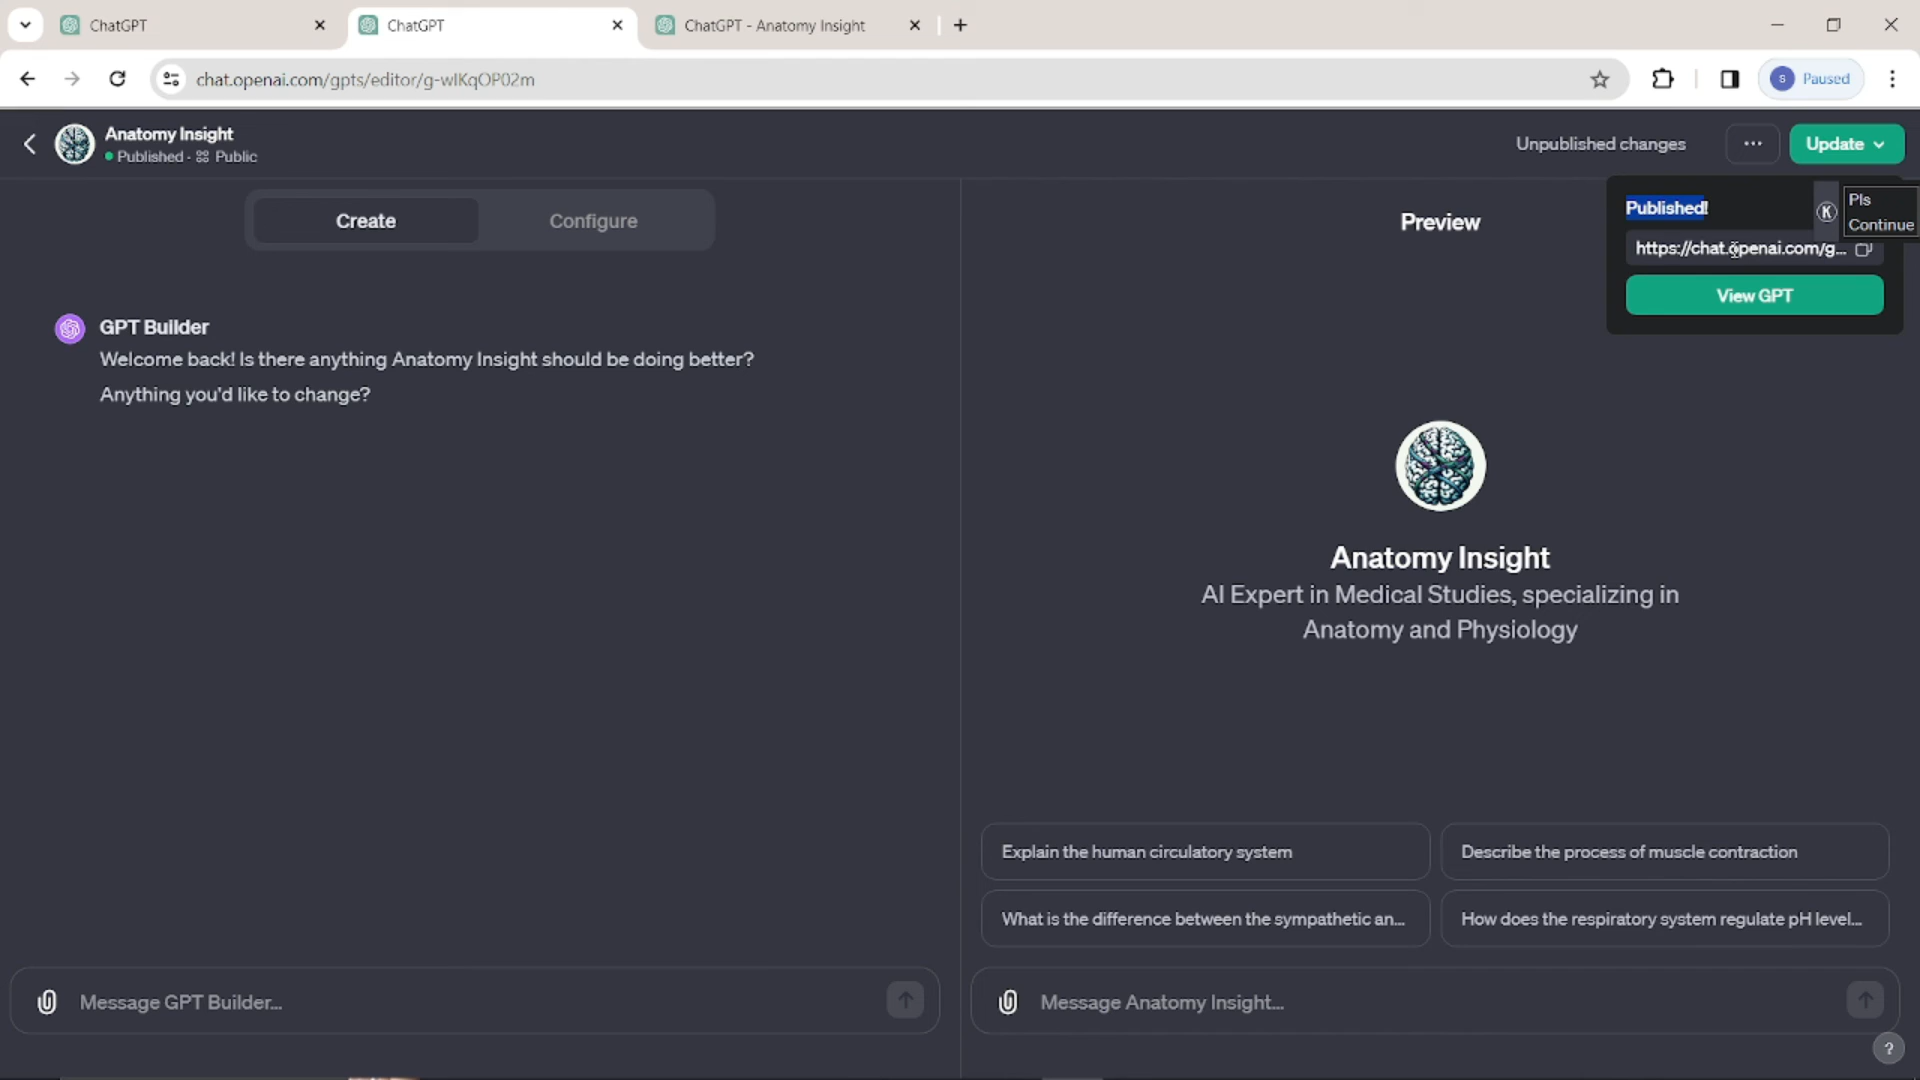 ChatGPT
ChatGPT
ChatGPT - Anatomy Insight
chat.openai.com/gpts/editor/g-wIKqOP02m
S
Paused
Anatomy Insight
Published · Public
Unpublished changes
Update
Create
Configure
Preview
Published!
K
Pls
Continue
https://chat.openai.com/g...
View GPT
GPT Builder
Welcome back! Is there anything Anatomy Insight should be doing better?
Anything you'd like to change?
Anatomy Insight
AI Expert in Medical Studies, specializing in
Anatomy and Physiology
Explain the human circulatory system
Describe the process of muscle contraction
What is the difference between the sympathetic an...
How does the respiratory system regulate pH level...
Message GPT Builder...
Message Anatomy Insight...
?